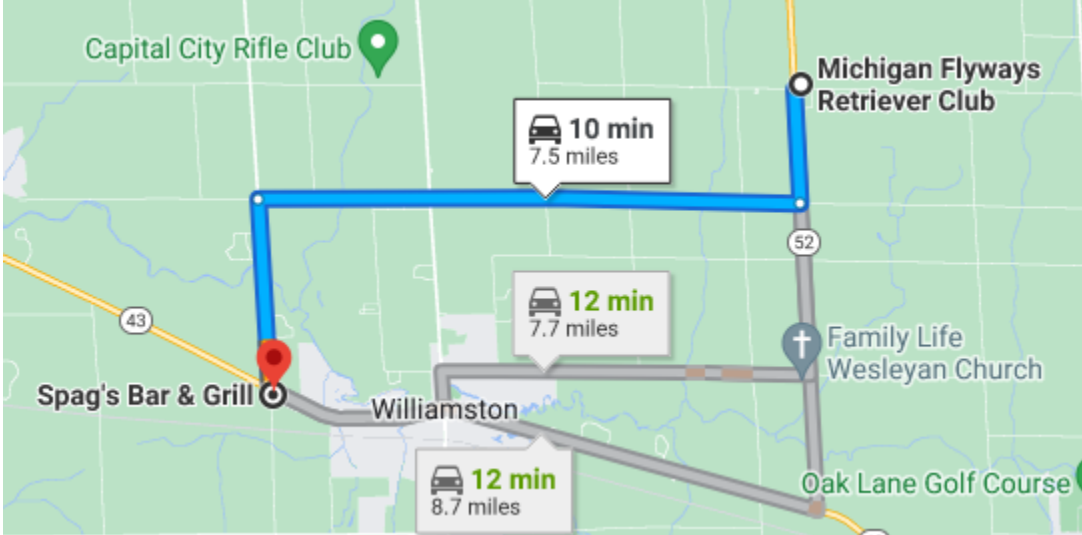 Capital City Rifle Club
Michigan Flyways
Retriever Club
10 min
7.5 miles
52
12 min
7.7 miles
43
Family Life
Wesleyan Church
Spag's Bar & Grill
Williamston
12 min
8.7 miles
Oak Lane Golf Course